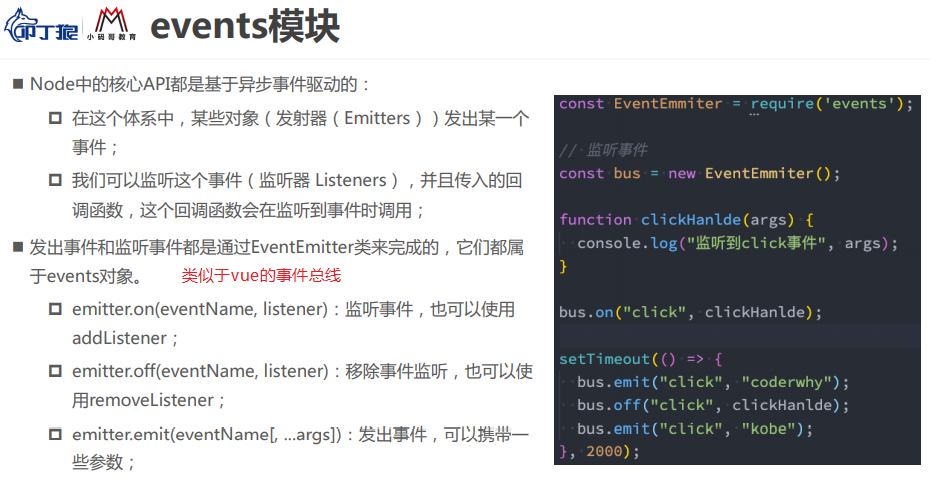 叩丁狼
小码哥教育
events模块
■ Node中的核心API都是基于异步事件驱动的：
在这个体系中，某些对象（发射器（Emitters））发出某一个
事件；
我们可以监听这个事件（监听器 Listeners），并且传入的回
调函数，这个回调函数会在监听到事件时调用；
■ 发出事件和监听事件都是通过EventEmitter类来完成的，它们都属
于events对象。 类似于vue的事件总线
emitter.on(eventName, listener)：监听事件，也可以使用
addListener；
emitter.off(eventName, listener)：移除事件监听，也可以使
用removeListener；
emitter.emit(eventName[, ...args])：发出事件，可以携带一
些参数；
const EventEmmiter = require('events');
// 监听事件
const bus = new EventEmmiter();
function clickHanlde(args) {
console.log("监听到click事件", args);
}
bus.on("click", clickHanlde);
setTimeout(() => {
bus.emit("click", "coderwhy");
bus.off("click", clickHanlde);
bus.emit("click", "kobe");
}, 2000);